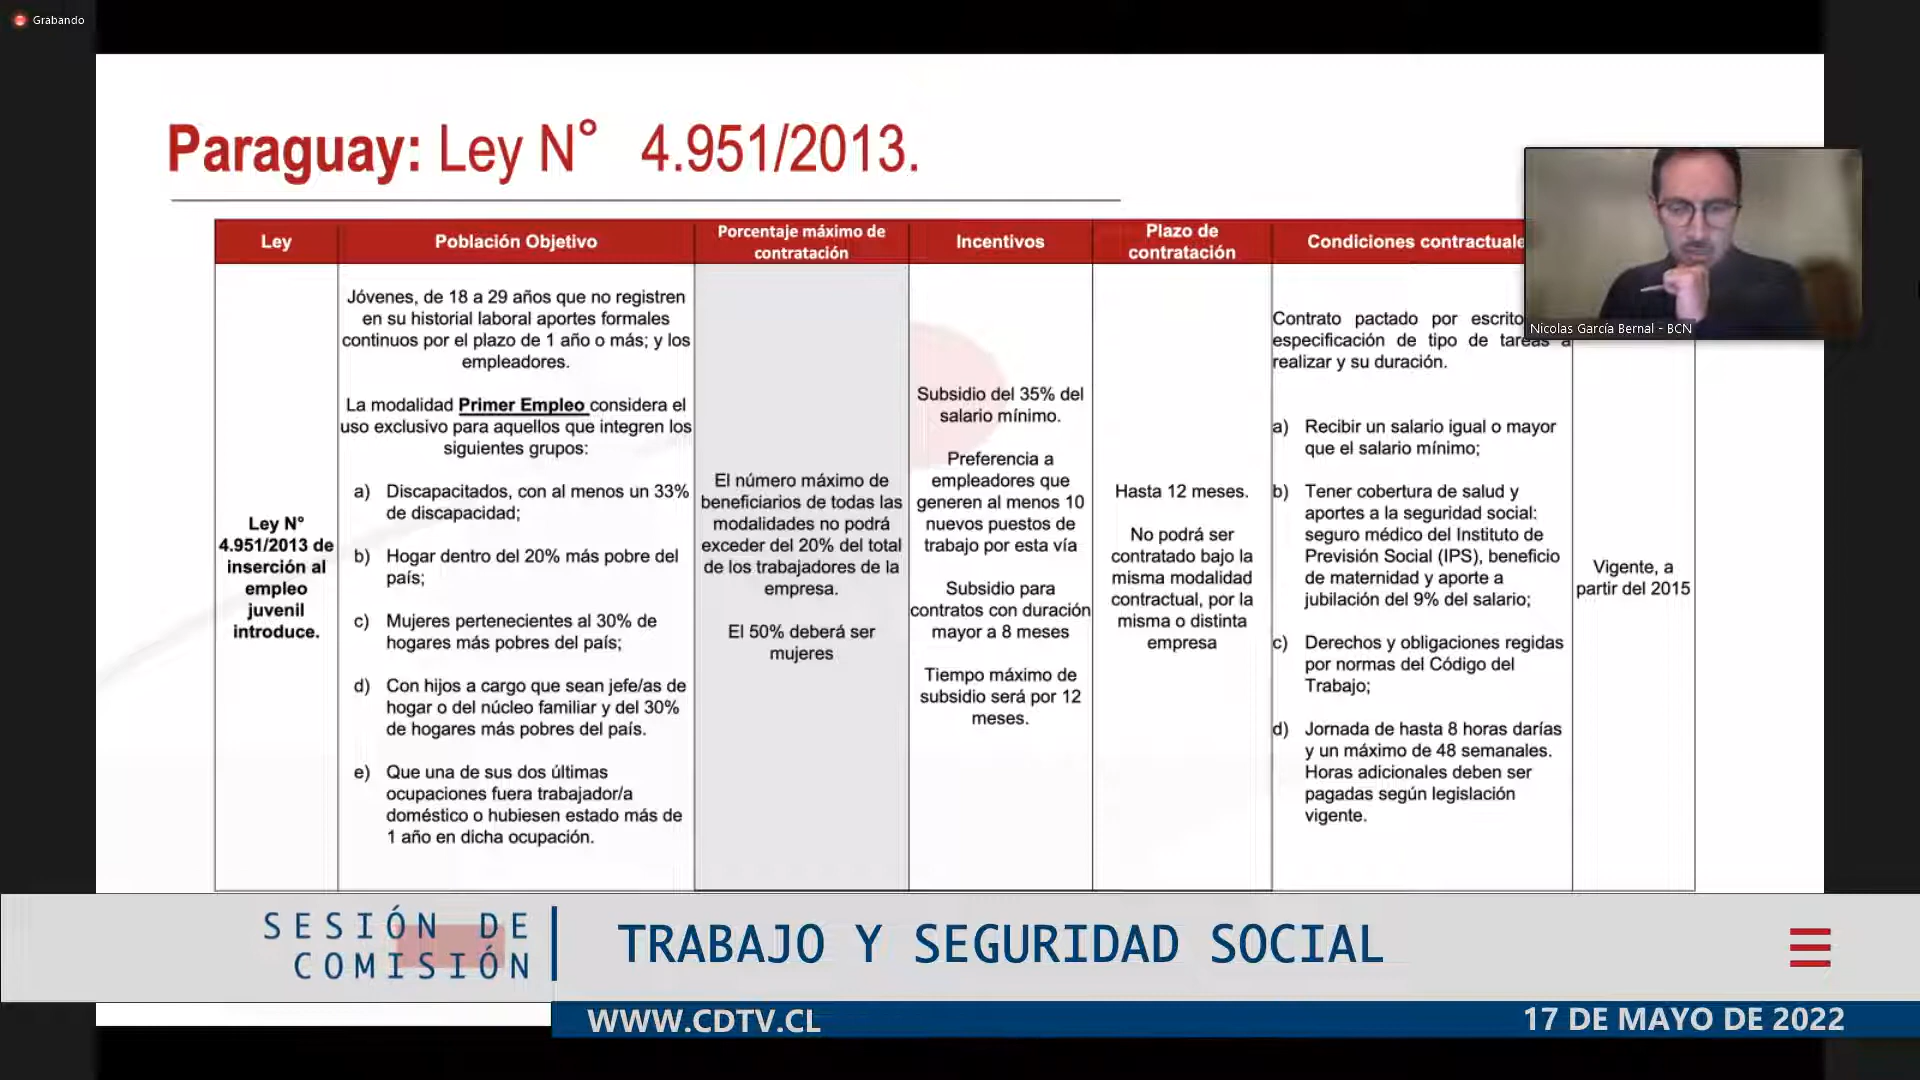 Grabando
Paraguay: Ley N° 4.951/2013.
Ley
Población Objetivo
Porcentaje máximo de
contratación
Incentivos
Plazo de
contratación
Condiciones contractuale
Ley N°
4.951/2013 de
inserción al
empleo
juvenil
introduce.
Jóvenes, de 18 a 29 años que no registren
en su historial laboral aportes formales
continuos por el plazo de 1 año o más; y los
empleadores.
La modalidad Primer Empleo considera el
uso exclusivo para aquellos que integren los
siguientes grupos:
a) Discapacitados, con al menos un 33%
de discapacidad;
b) Hogar dentro del 20% más pobre del
país;
c) Mujeres pertenecientes al 30% de
hogares más pobres del país;
d) Con hijos a cargo que sean jefe/as de
hogar o del núcleo familiar y del 30%
de hogares más pobres del país.
e) Que una de sus dos últimas
ocupaciones fuera trabajador/a
doméstico o hubiesen estado más de
1 año en dicha ocupación.
El número máximo de
beneficiarios de todas las
modalidades no podrá
exceder del 20% del total
de los trabajadores de la
empresa.
El 50% deberá ser
mujeres
Subsidio del 35% del
salario mínimo.
Preferencia a
empleadores que
generen al menos 10
nuevos puestos de
trabajo por esta vía
Subsidio para
contratos con duración
mayor a 8 meses
Tiempo máximo de
subsidio será por 12
meses.
Hasta 12 meses.
No podrá ser
contratado bajo la
misma modalidad
contractual, por la
misma o distinta
empresa
Contrato pactado por escrito
especificación de tipo de tareas a
realizar y su duración.
a) Recibir un salario igual o mayor
que el salario mínimo;
b) Tener cobertura de salud y
aportes a la seguridad social:
seguro médico del Instituto de
Previsión Social (IPS), beneficio
de maternidad y aporte a
jubilación del 9% del salario;
c) Derechos y obligaciones regidas
por normas del Código del
Trabajo;
d) Jornada de hasta 8 horas darías
y un máximo de 48 semanales.
Horas adicionales deben ser
pagadas según legislación
vigente.
Vigente, a
partir del 2015
Nicolas García Bernal - BCN
SESIÓN DE
COMISIÓN
TRABAJO Y SEGURIDAD SOCIAL
WWW.CDTV.CL
17 DE MAYO DE 2022